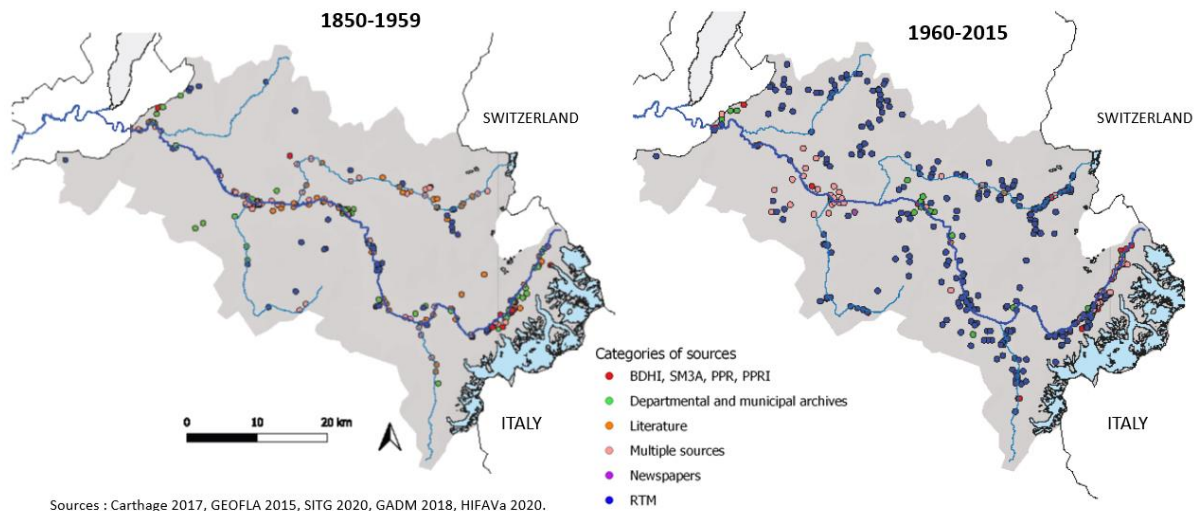 1850-1959
1960-2015
SWITZERLAND
SWITZERLAND
Categories of sources
BDHI, SM3A, PPR, PPRI
Departmental and municipal archives
Literature
Multiple sources
Newspapers
RTM
ITALY
ITALY
0 10 20 km
Sources : Carthage 2017, GEOFLA 2015, SITG 2020, GADM 2018, HIFAVa 2020.